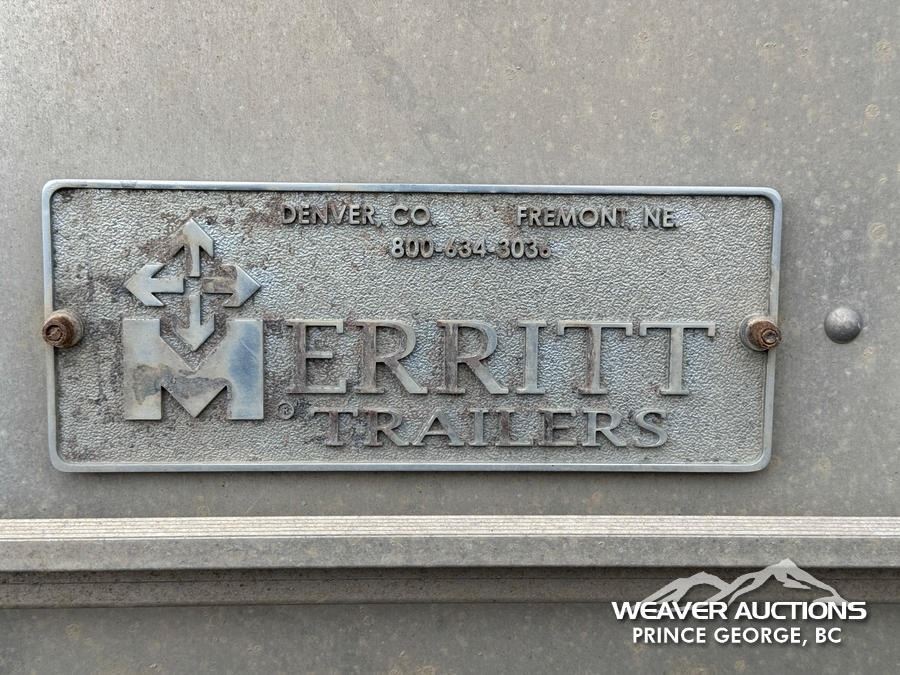 DENVER, CO. FREMONT, NE.
800-634-3036
MERRITT
®
TRAILERS
WEAVER AUCTIONS
PRINCE GEORGE, BC